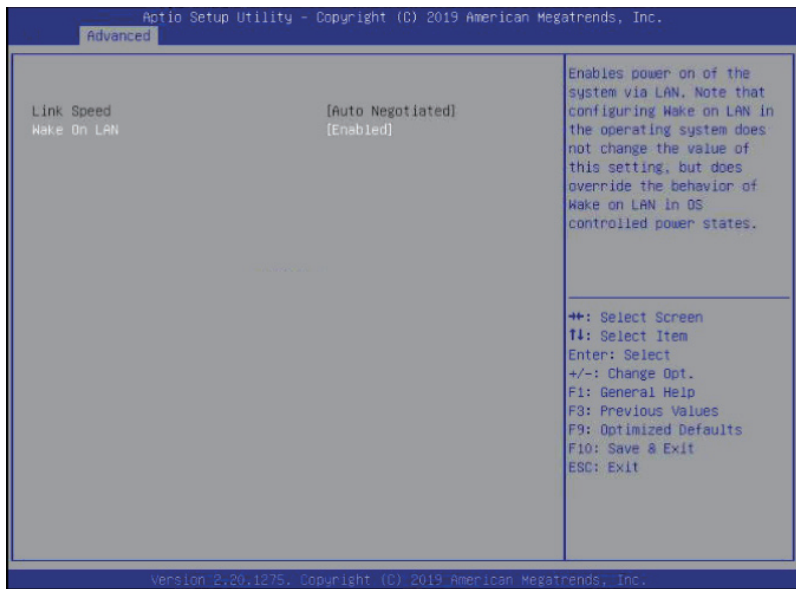 Aptio Setup Utility - Copyright (C) 2019 American Megatrends, Inc.
Advanced
Link Speed [Auto Negotiated]
Wake On LAN [Enabled]
Enables power on of the
system via LAN. Note that
configuring Wake on LAN in
the operating system does
not change the value of
this setting, but does
override the behavior of
Wake on LAN in OS
controlled power states.
→←: Select Screen
↑↓: Select Item
Enter: Select
+/-: Change Opt.
F1: General Help
F3: Previous Values
F9: Optimized Defaults
F10: Save & Exit
ESC: Exit
Version 2.20.1275. Copyright (C) 2019 American Megatrends, Inc.